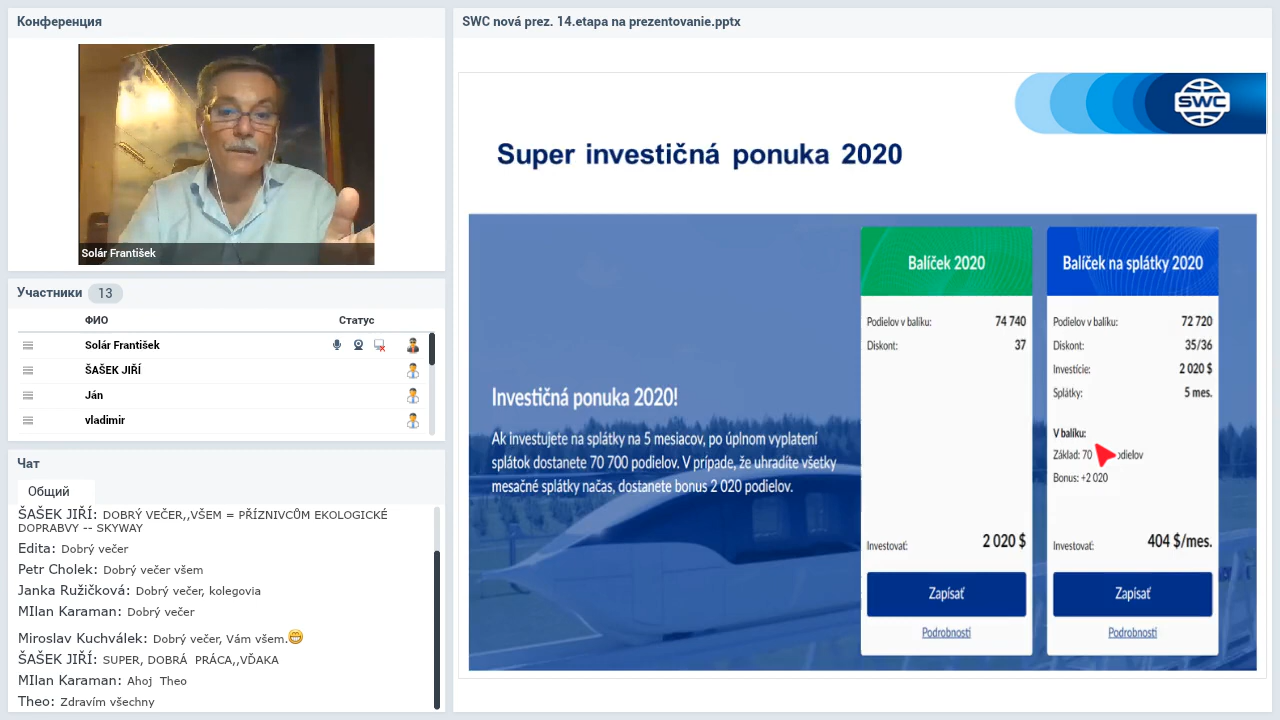 Конференция
Solár František
Участники 13
ФИО Статус
Solár František
ŠAŠEK JIŘÍ
Ján
vladimir
Чат
Общий
ŠAŠEK JIŘÍ: DOBRÝ VEČER,,VŠEM = PŘÍZNIVCŮM EKOLOGICKÉ
DOPRABVY -- SKYWAY
Edita: Dobrý večer
Petr Cholek: Dobrý večer všem
Janka Ružičková: Dobrý večer, kolegovia
MIlan Karaman: Dobrý večer
Miroslav Kuchválek: Dobrý večer, Vám všem.
ŠAŠEK JIŘÍ: SUPER, DOBRÁ PRÁCA,,VĎAKA
MIlan Karaman: Ahoj Theo
Theo: Zdravím všechny
SWC nová prez. 14.etapa na prezentovanie.pptx
SWC
Super investičná ponuka 2020
Investičná ponuka 2020!
Ak investujete na splátky na 5 mesiacov, po úplnom vyplatení
splátok dostanete 70 700 podielov. V prípade, že uhradíte všetky
mesačné splátky načas, dostanete bonus 2 020 podielov.
Balíček 2020
Podielov v balíku: 74 740
Diskont: 37
Investovať: 2 020 $
Zapísať
Podrobnosti
Balíček na splátky 2020
Podielov v balíku: 72 720
Diskont: 35/36
Investície: 2 020 $
Splátky: 5 mes.
V balíku:
Základ: 70
Bonus: +2 020
Investovať: 404 $/mes.
Zapísať
Podrobnosti